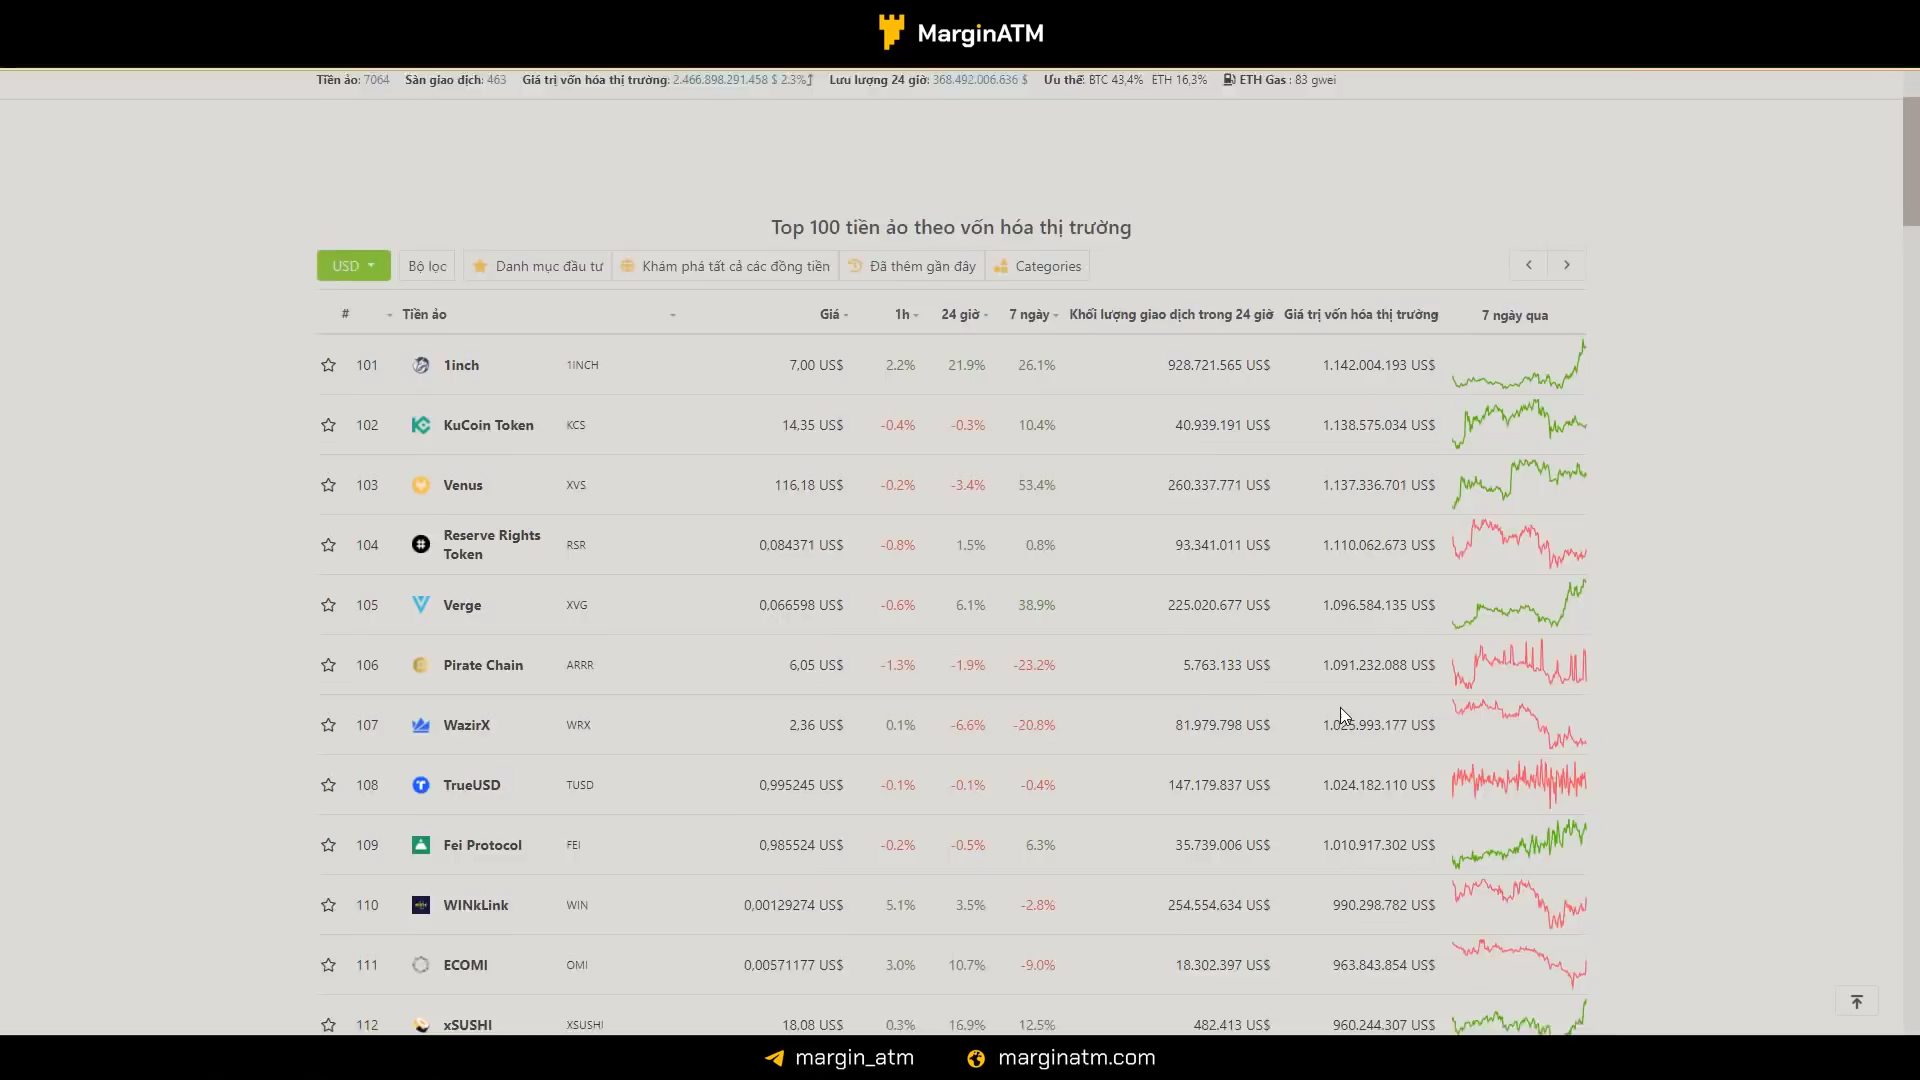 MarginATM
Tiền ảo: 7064 Sàn giao dịch: 463 Giá trị vốn hóa thị trường: 2.466.898.291.458 $ 2.3% Lưu lượng 24 giờ: 368.492.006.636 $ Ưu thế: BTC 43,4% ETH 16,3% ETH Gas : 83 gwei
Top 100 tiền ảo theo vốn hóa thị trường
USD Bộ lọc Danh mục đầu tư Khám phá tất cả các đồng tiền Đã thêm gần đây Categories
# Tiền ảo Giá 1h 24 giờ 7 ngày Khối lượng giao dịch trong 24 giờ Giá trị vốn hóa thị trường 7 ngày qua
101 1inch 1INCH 7,00 US$ 2.2% 21.9% 26.1% 928.721.565 US$ 1.142.004.193 US$
102 KuCoin Token KCS 14,35 US$ -0.4% -0.3% 10.4% 40.939.191 US$ 1.138.575.034 US$
103 Venus XVS 116,18 US$ -0.2% -3.4% 53.4% 260.337.771 US$ 1.137.336.701 US$
104 Reserve Rights Token RSR 0,084371 US$ -0.8% 1.5% 0.8% 93.341.011 US$ 1.110.062.673 US$
105 Verge XVG 0,066598 US$ -0.6% 6.1% 38.9% 225.020.677 US$ 1.096.584.135 US$
106 Pirate Chain ARRR 6,05 US$ -1.3% -1.9% -23.2% 5.763.133 US$ 1.091.232.088 US$
107 WazirX WRX 2,36 US$ 0.1% -6.6% -20.8% 81.979.798 US$ US$
108 TrueUSD TUSD 0,995245 US$ -0.1% -0.1% -0.4% 147.179.837 US$ 1.024.182.110 US$
109 Fei Protocol FEI 0,985524 US$ -0.2% -0.5% 6.3% 35.739.006 US$ 1.010.917.302 US$
110 WINkLink WIN 0,00129274 US$ 5.1% 3.5% -2.8% 254.554.634 US$ 990.298.782 US$
111 ECOMI OMI 0,00571177 US$ 3.0% 10.7% -9.0% 18.302.397 US$ 963.843.854 US$
112 xSUSHI XSUSHI 18,08 US$ 0.3% 16.9% 12.5% 482.413 US$ 960.244.307 US$
margin_atm marginatm.com